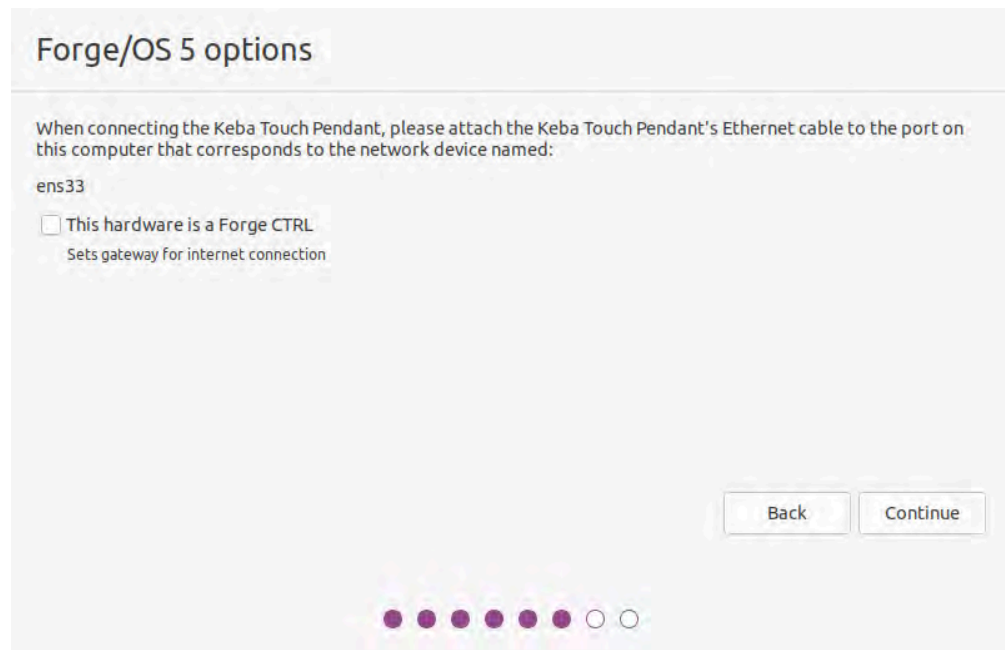 Forge/OS 5 options
When connecting the Keba Touch Pendant, please attach the Keba Touch Pendant's Ethernet cable to the port on
this computer that corresponds to the network device named:
ens33
This hardware is a Forge CTRL
Sets gateway for internet connection
Back
Continue